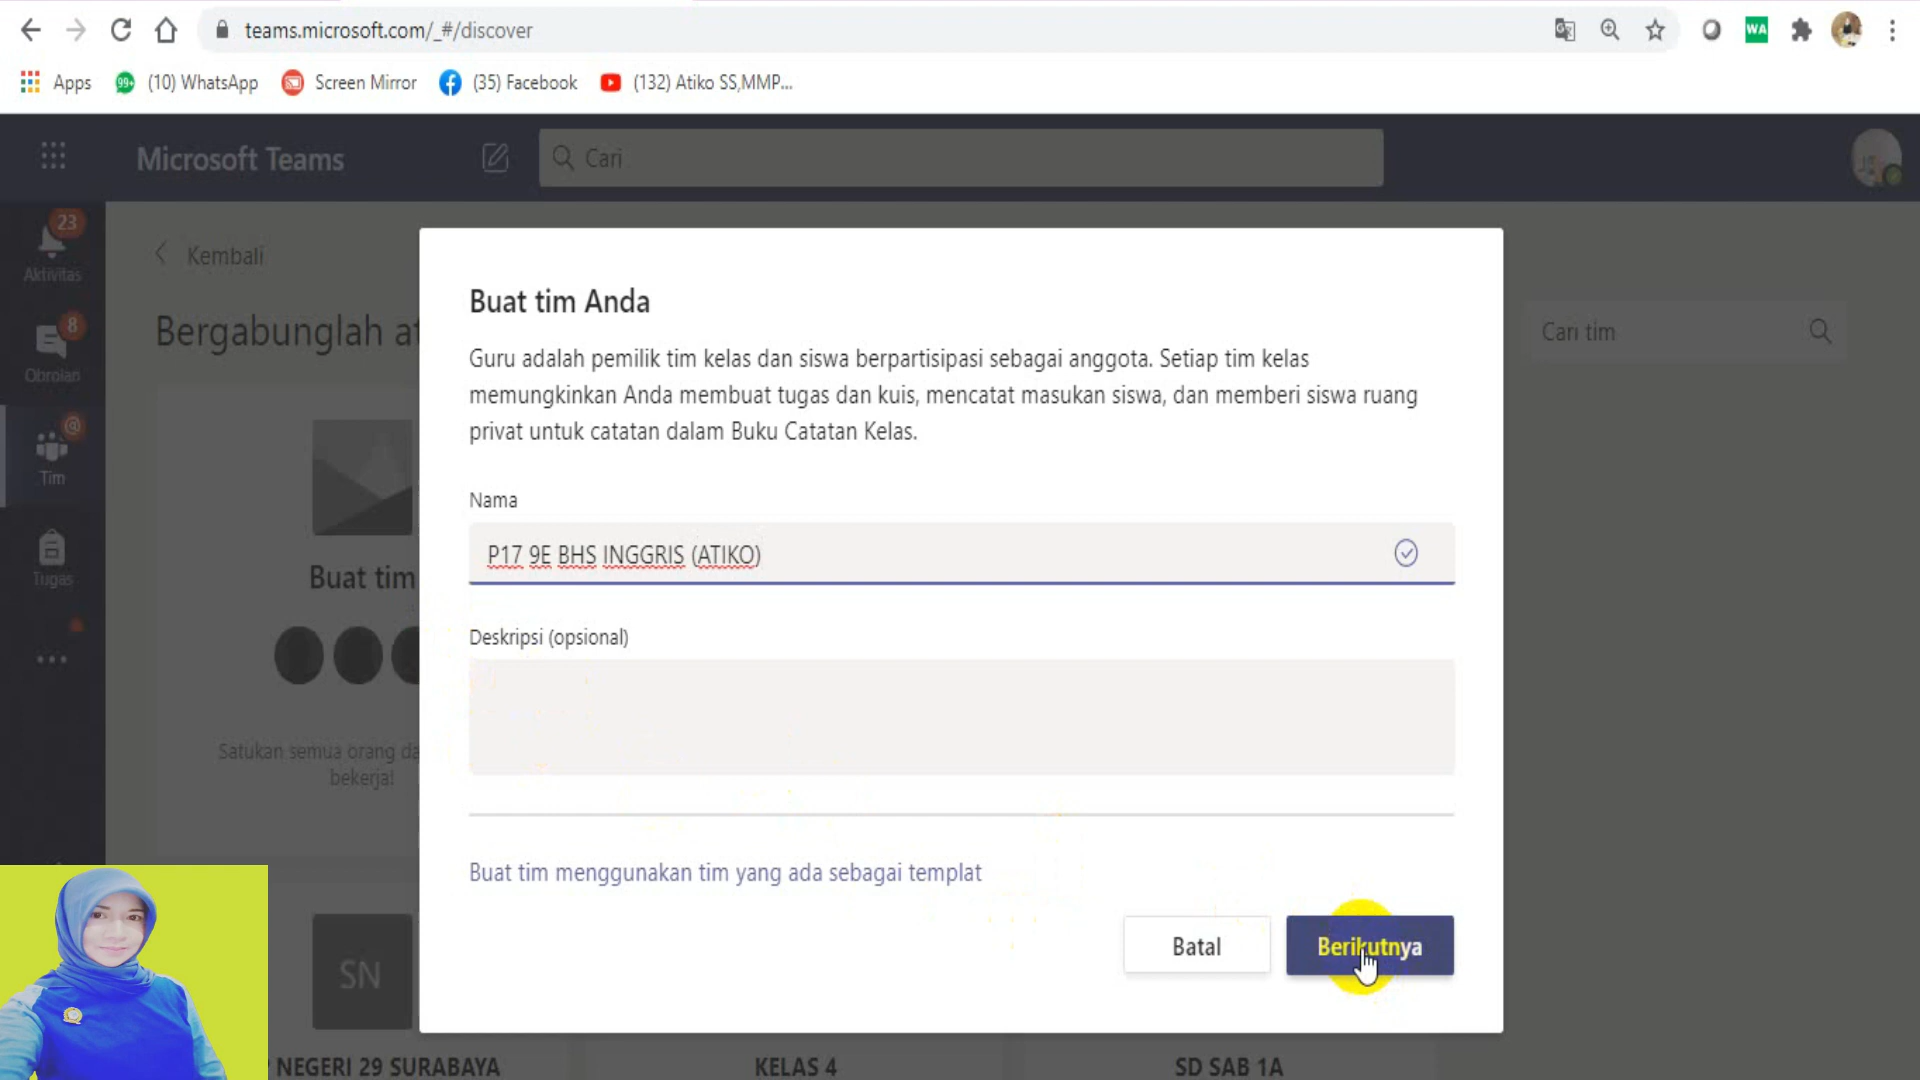 teams.microsoft.com/_#/discover
WA
Apps
99+
(10) WhatsApp
Screen Mirror
(35) Facebook
(132) Atiko SS,MMP...
Microsoft Teams
Cari
23
Aktivitas
8
Obrolan
@
Tim
Tugas
Kembali
Bergabunglah at
Cari tim
Buat tim
Satukan semua orang da
bekerja!
Buat tim Anda
Guru adalah pemilik tim kelas dan siswa berpartisipasi sebagai anggota. Setiap tim kelas
memungkinkan Anda membuat tugas dan kuis, mencatat masukan siswa, dan memberi siswa ruang
privat untuk catatan dalam Buku Catatan Kelas.
Nama
P17 9E BHS INGGRIS (ATIKO)
Deskripsi (opsional)
Buat tim menggunakan tim yang ada sebagai templat
Batal
Berikutnya
SN
NEGERI 29 SURABAYA
KELAS 4
SD SAB 1A